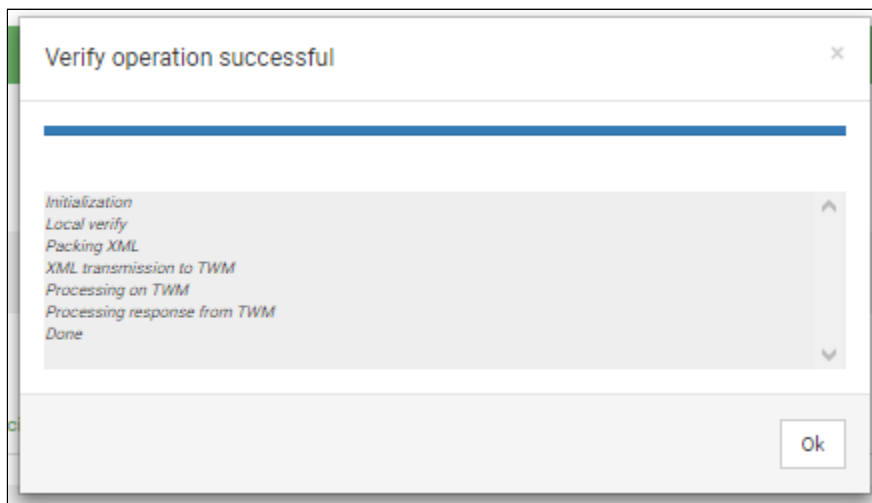 Verify operation successful
×
Initialization
Local verify
Packing XML
XML transmission to TWM
Processing on TWM
Processing response from TWM
Done
Ok